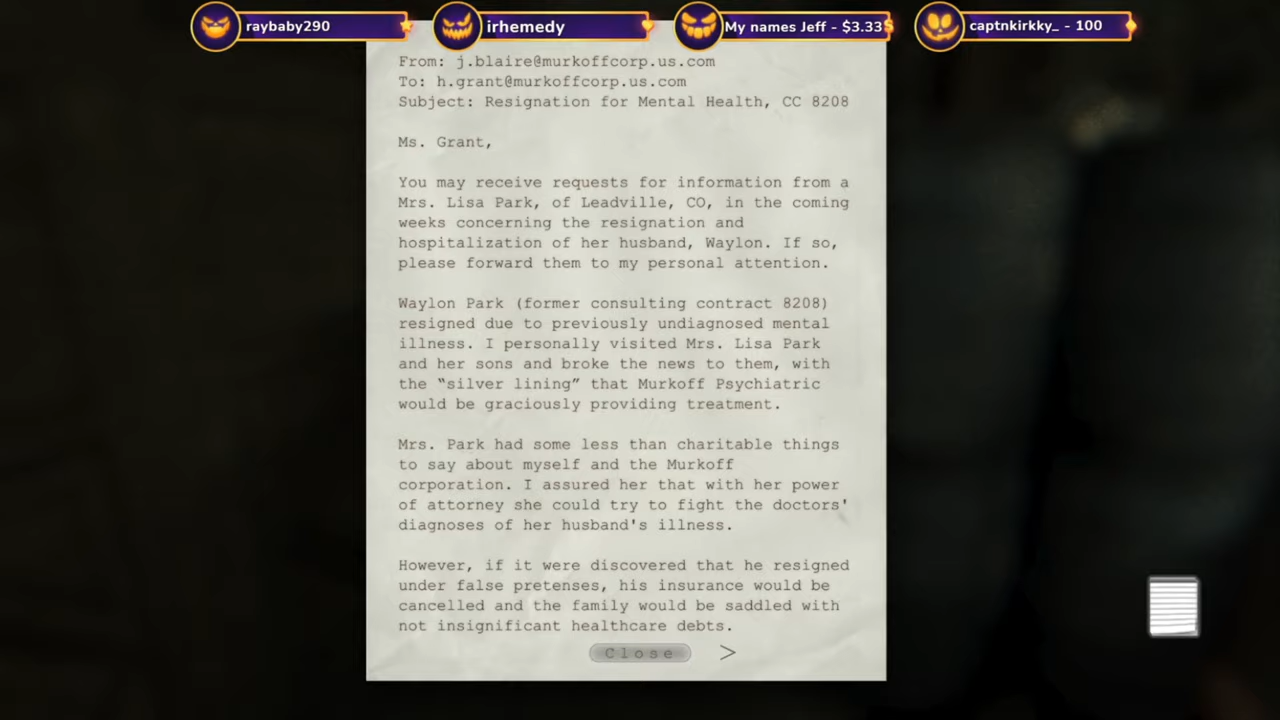 raybaby290
irhemedy
My names Jeff - $3.33
captnkirkky_ - 100
From: j.blaire@murkoffcorp.us.com
To: h.grant@murkoffcorp.us.com
Subject: Resignation for Mental Health, CC 8208
Ms. Grant,
You may receive requests for information from a
Mrs. Lisa Park, of Leadville, CO, in the coming
weeks concerning the resignation and
hospitalization of her husband, Waylon. If so,
please forward them to my personal attention.
Waylon Park (former consulting contract 8208)
resigned due to previously undiagnosed mental
illness. I personally visited Mrs. Lisa Park
and her sons and broke the news to them, with
the “silver lining” that Murkoff Psychiatric
would be graciously providing treatment.
Mrs. Park had some less than charitable things
to say about myself and the Murkoff
corporation. I assured her that with her power
of attorney she could try to fight the doctors'
diagnoses of her husband's illness.
However, if it were discovered that he resigned
under false pretenses, his insurance would be
cancelled and the family would be saddled with
not insignificant healthcare debts.
Close >